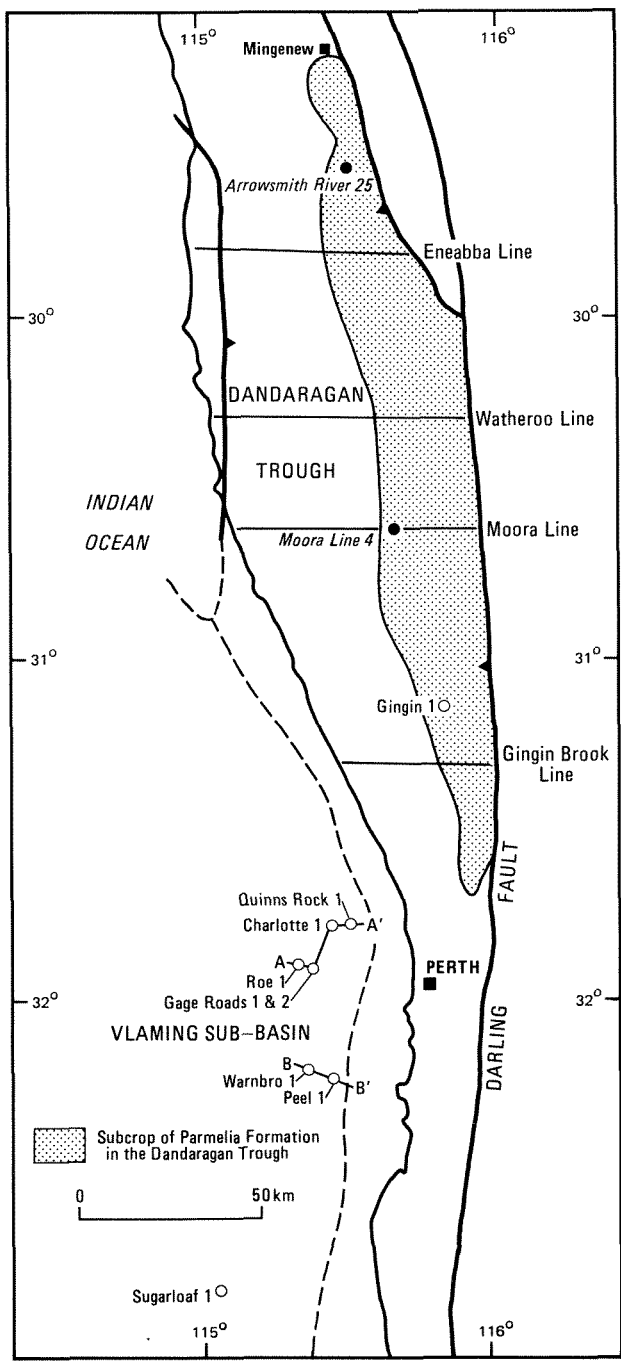 115°
116°
Mingenew
Arrowsmith River 25
Eneabba Line
30°
30°
DANDARAGAN
Watheroo Line
TROUGH
INDIAN
OCEAN
Moora Line 4
Moora Line
31°
31°
Gingin 1
Gingin Brook
Line
FAULT
Quinns Rock 1
Charlotte 1
A'
A
Roe 1
Gage Roads 1 & 2
PERTH
32°
32°
VLAMING SUB–BASIN
DARLING
B
Warnbro 1
B'
Peel 1
Subcrop of Parmelia Formation
in the Dandaragan Trough
0 50 km
Sugarloaf 1
115°
116°